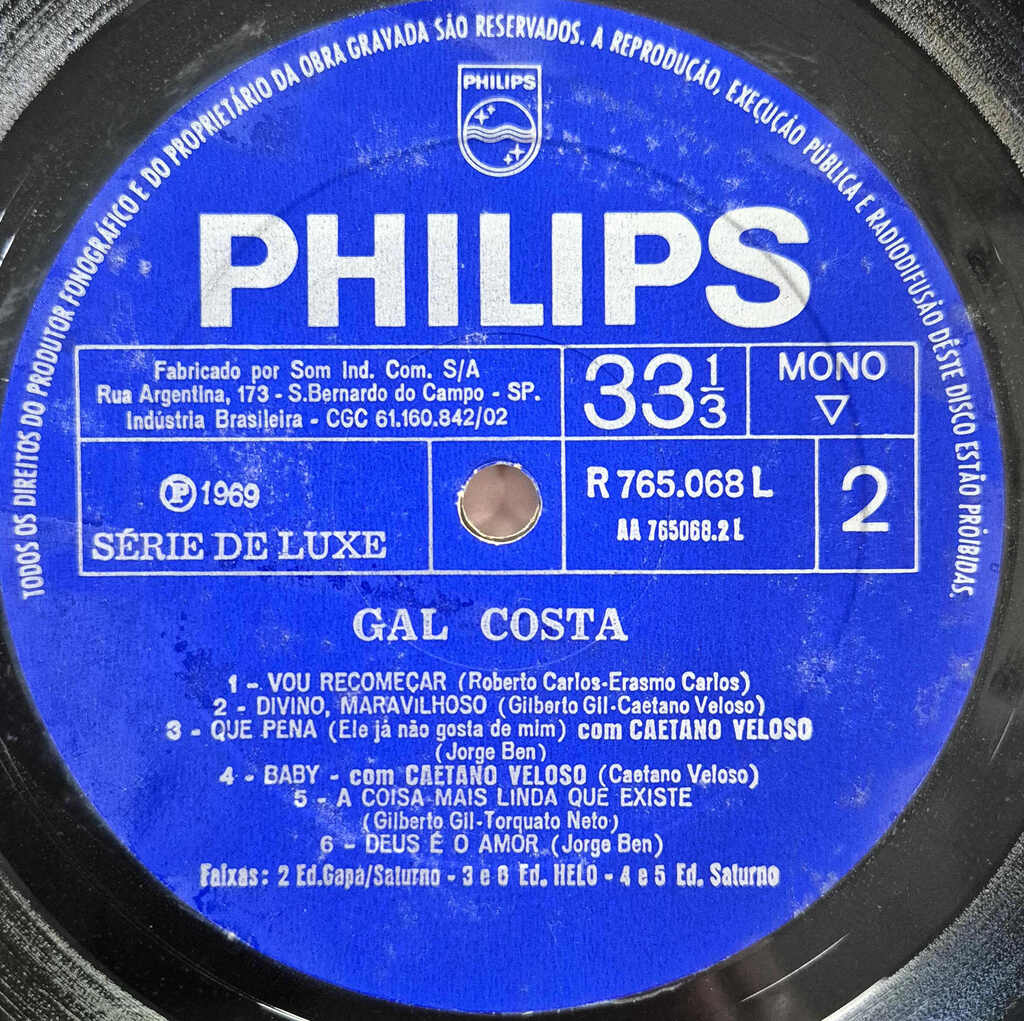 TODOS OS DIREITOS DO PRODUTOR FONOGRÁFICO E DO PROPRIETÁRIO DA OBRA GRAVADA SÃO RESERVADOS. A REPRODUÇÃO, EXECUÇÃO PÚBLICA E RADIODIFUSÃO DÊSTE DISCO ESTÃO PRÓIBIDAS.
PHILIPS
PHILIPS
Fabricado por Som Ind. Com. S/A
Rua Argentina, 173 - S.Bernardo do Campo - SP.
Indústria Brasileira - CGC 61.160.842/02
33 1/3
MONO
Ⓟ 1969
SÉRIE DE LUXE
R 765.068 L
AA 765068.2 L
2
GAL COSTA
1 - VOU RECOMEÇAR (Roberto Carlos-Erasmo Carlos)
2 - DIVINO, MARAVILHOSO (Gilberto Gil-Caetano Veloso)
3 - QUE PENA (Ele já não gosta de mim) com CAETANO VELOSO
(Jorge Ben)
4 - BABY - com CAETANO VELOSO (Caetano Veloso)
5 - A COISA MAIS LINDA QUE EXISTE
(Gilberto Gil-Torquato Neto)
6 - DEUS É O AMOR (Jorge Ben)
Faixas: 2 Ed.Gapa/Saturno - 3 e 6 Ed. HELO - 4 e 5 Ed. Saturno